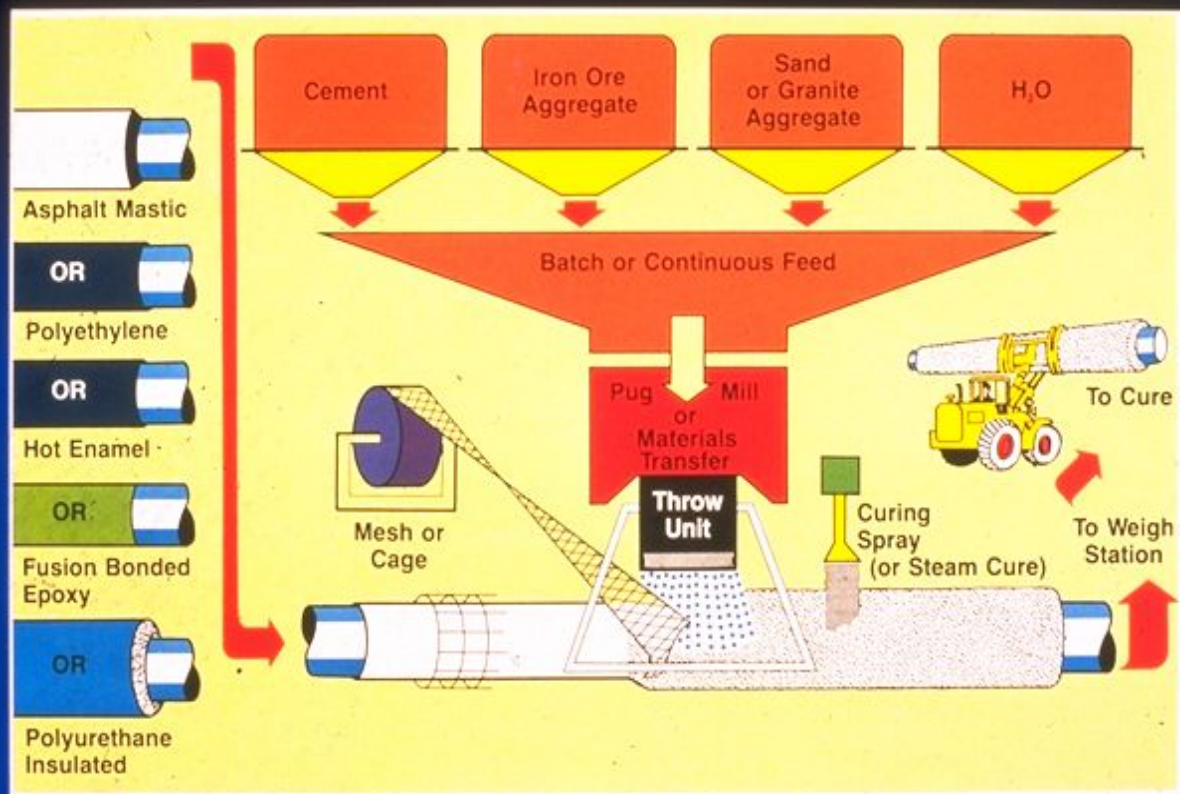 Cement
Iron Ore
Aggregate
Sand
or Granite
Aggregate
H₂O
Asphalt Mastic
OR
Polyethylene
OR
Hot Enamel
OR
Fusion Bonded
Epoxy
OR
Polyurethane
Insulated
Batch or Continuous Feed
Pug Mill
or
Materials
Transfer
Throw
Unit
Mesh or
Cage
Curing
Spray
(or Steam Cure)
To Cure
To Weigh
Station